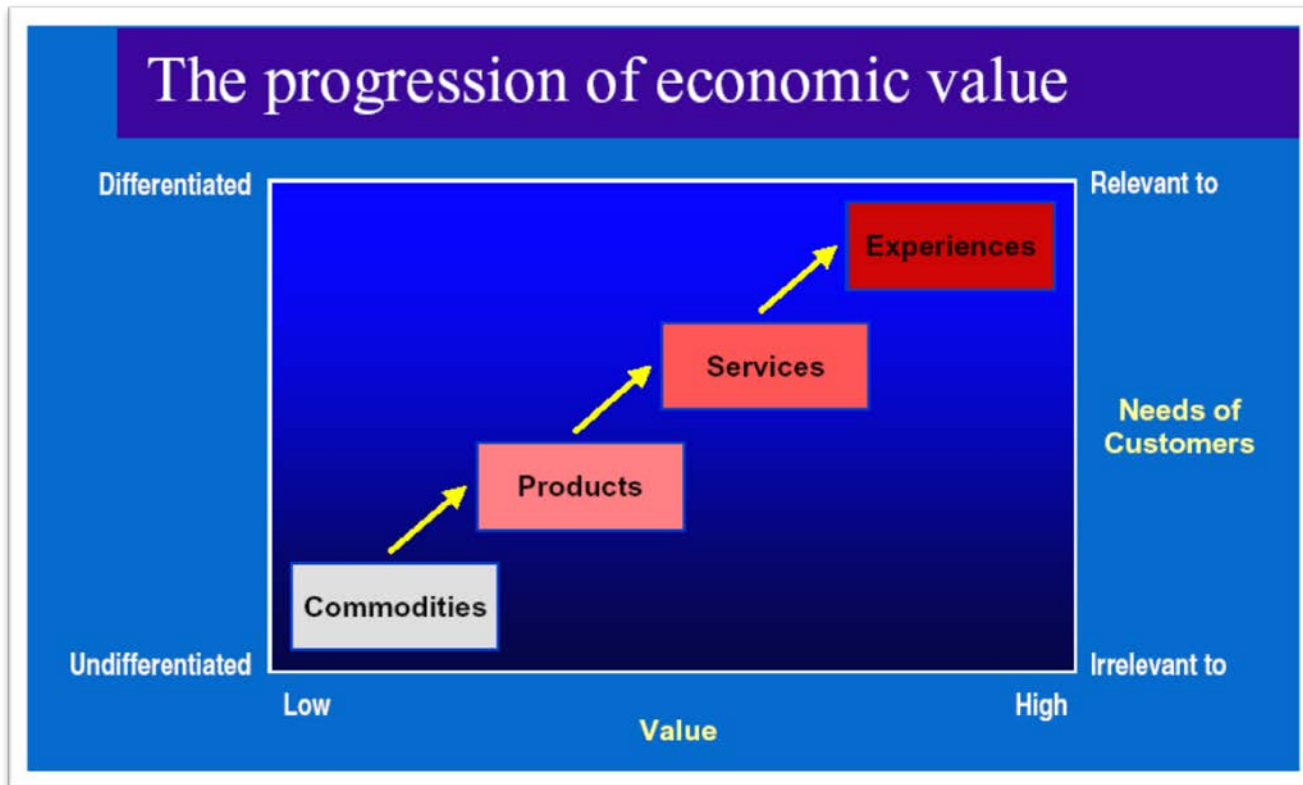 The progression of economic value
Differentiated
Relevant to
Experiences
Services
Needs of
Customers
Products
Commodities
Undifferentiated
Irrelevant to
Low
High
Value